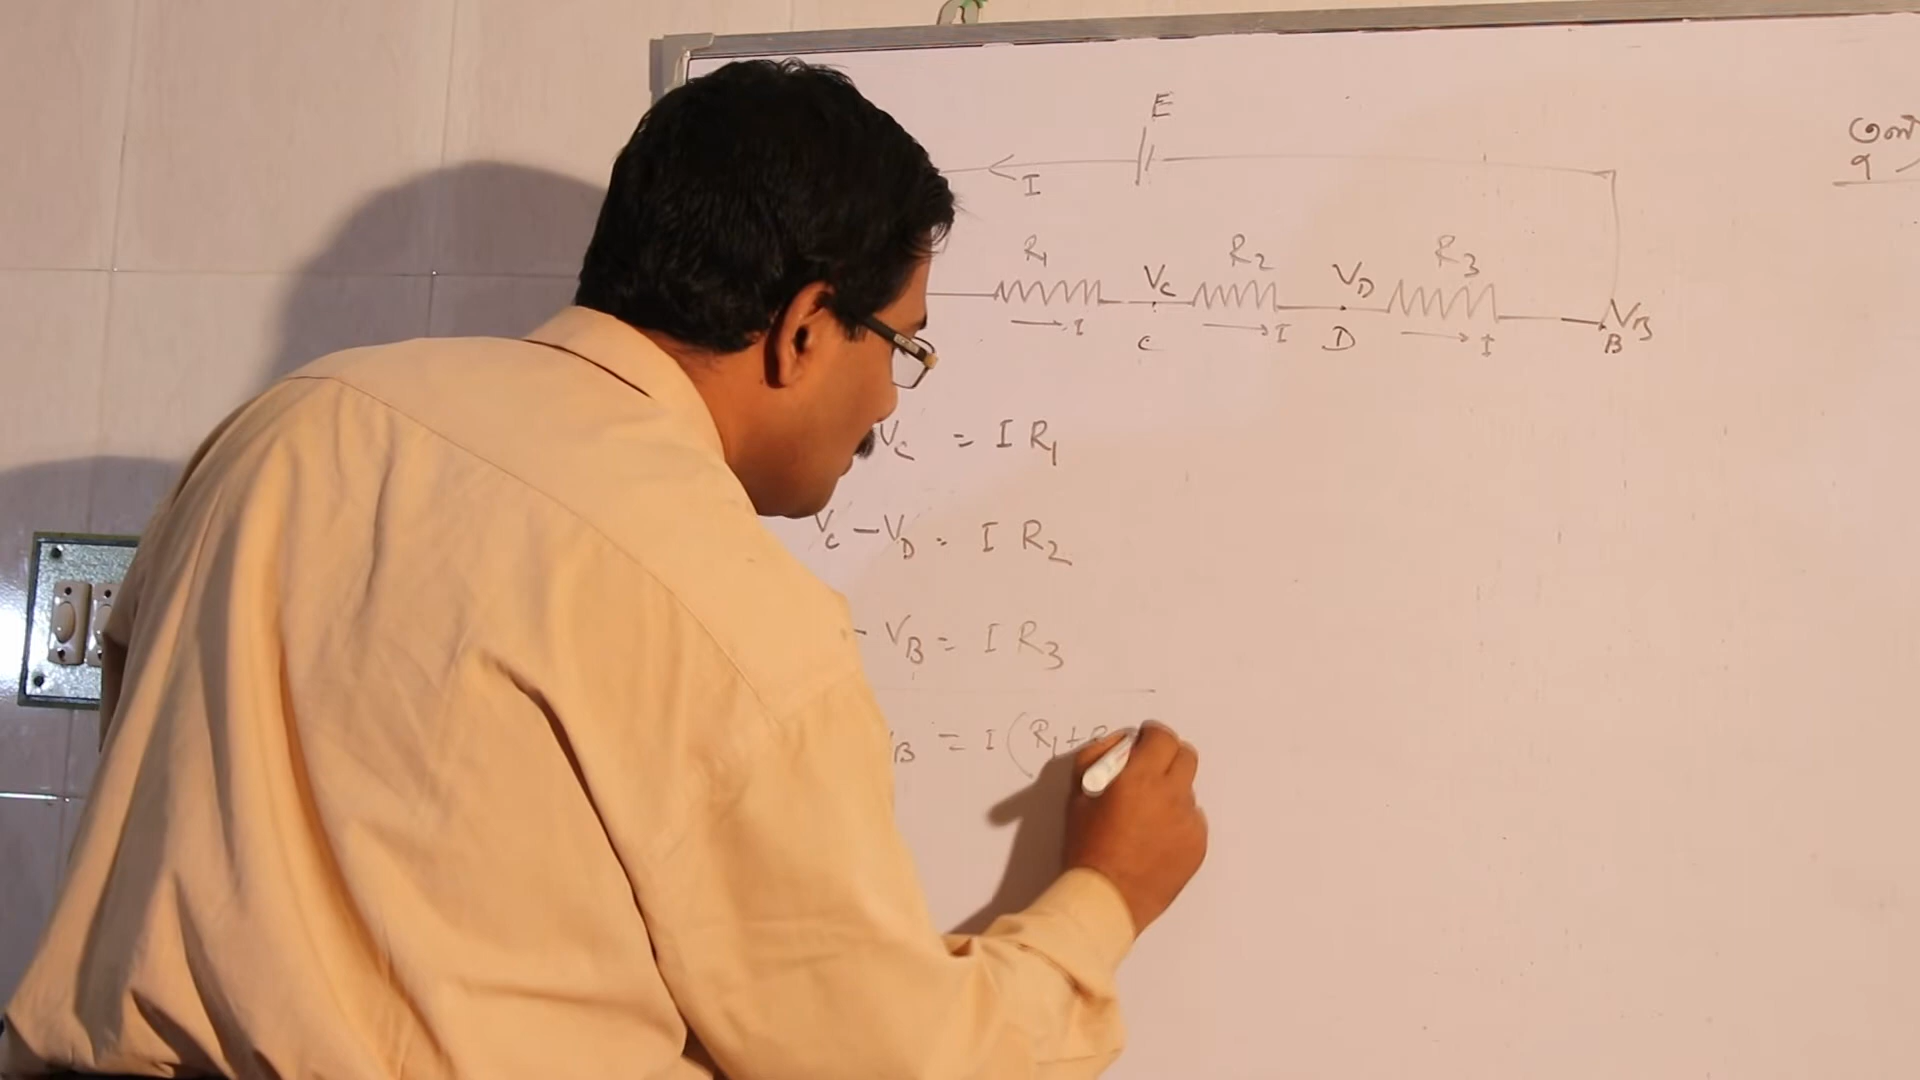 E
I
R1 R2 R3
VC VD VB
I I I
C D B
VC = I R1
VC - VD = I R2
- VB = I R3
B = I (R1 +